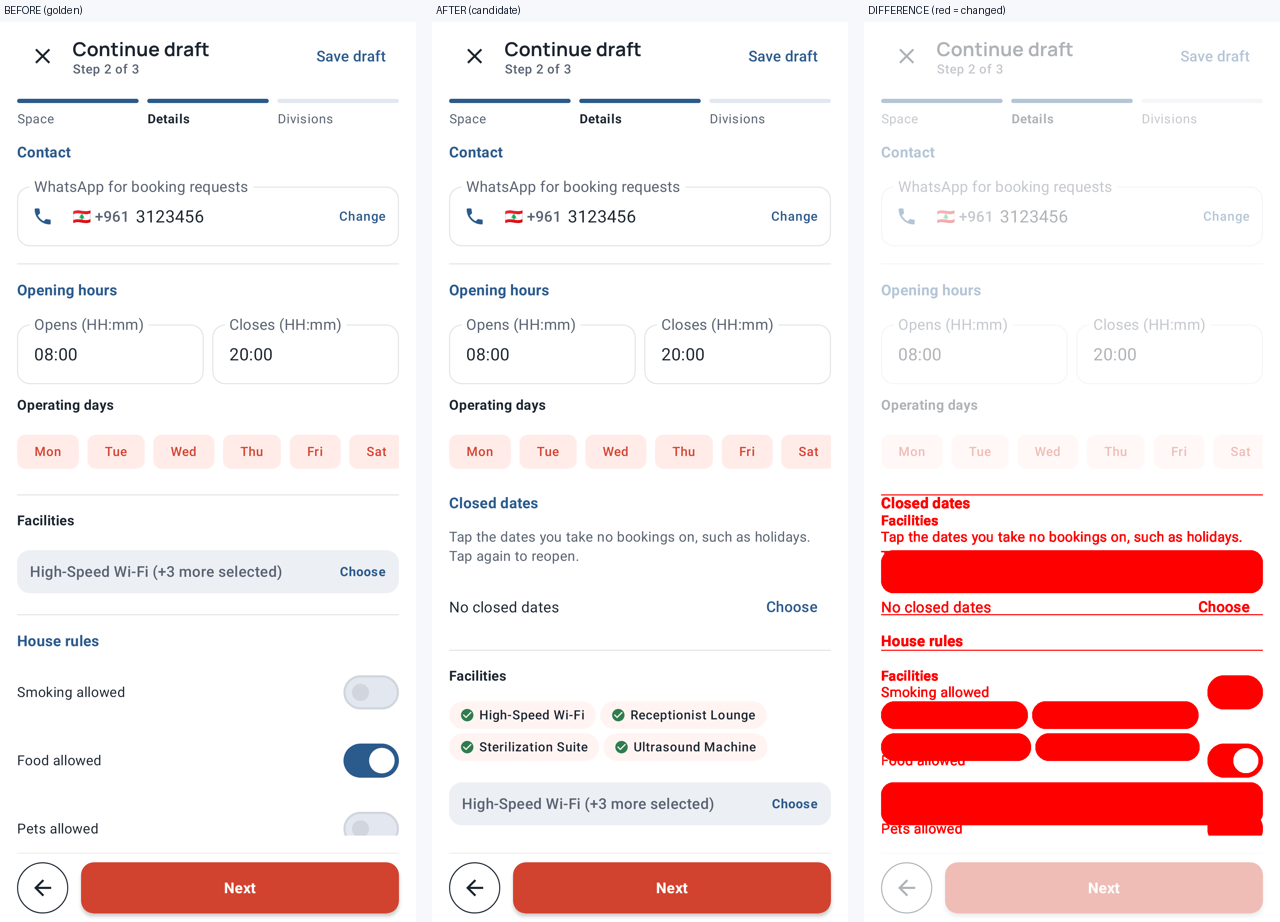 BEFORE (golden)
Continue draft
Step 2 of 3
Save draft
Space
Details
Divisions
Contact
WhatsApp for booking requests
+961 3123456
Change
Opening hours
Opens (HH:mm)
08:00
Closes (HH:mm)
20:00
Operating days
Mon
Tue
Wed
Thu
Fri
Sat
Facilities
High-Speed Wi-Fi (+3 more selected)
Choose
House rules
Smoking allowed
Food allowed
Pets allowed
Next
AFTER (candidate)
Continue draft
Step 2 of 3
Save draft
Space
Details
Divisions
Contact
WhatsApp for booking requests
+961 3123456
Change
Opening hours
Opens (HH:mm)
08:00
Closes (HH:mm)
20:00
Operating days
Mon
Tue
Wed
Thu
Fri
Sat
Closed dates
Tap the dates you take no bookings on, such as holidays.
Tap again to reopen.
No closed dates
Choose
Facilities
High-Speed Wi-Fi
Receptionist Lounge
Sterilization Suite
Ultrasound Machine
High-Speed Wi-Fi (+3 more selected)
Choose
Next
DIFFERENCE (red = changed)
Continue draft
Step 2 of 3
Save draft
Space
Details
Divisions
Contact
WhatsApp for booking requests
+961 3123456
Change
Opening hours
Opens (HH:mm)
08:00
Closes (HH:mm)
20:00
Operating days
Mon
Tue
Wed
Thu
Fri
Sat
Closed dates
Facilities
Tap the dates you take no bookings on, such as holidays.
No closed dates
Choose
House rules
Facilities
Smoking allowed
Food allowed
Pets allowed
Next